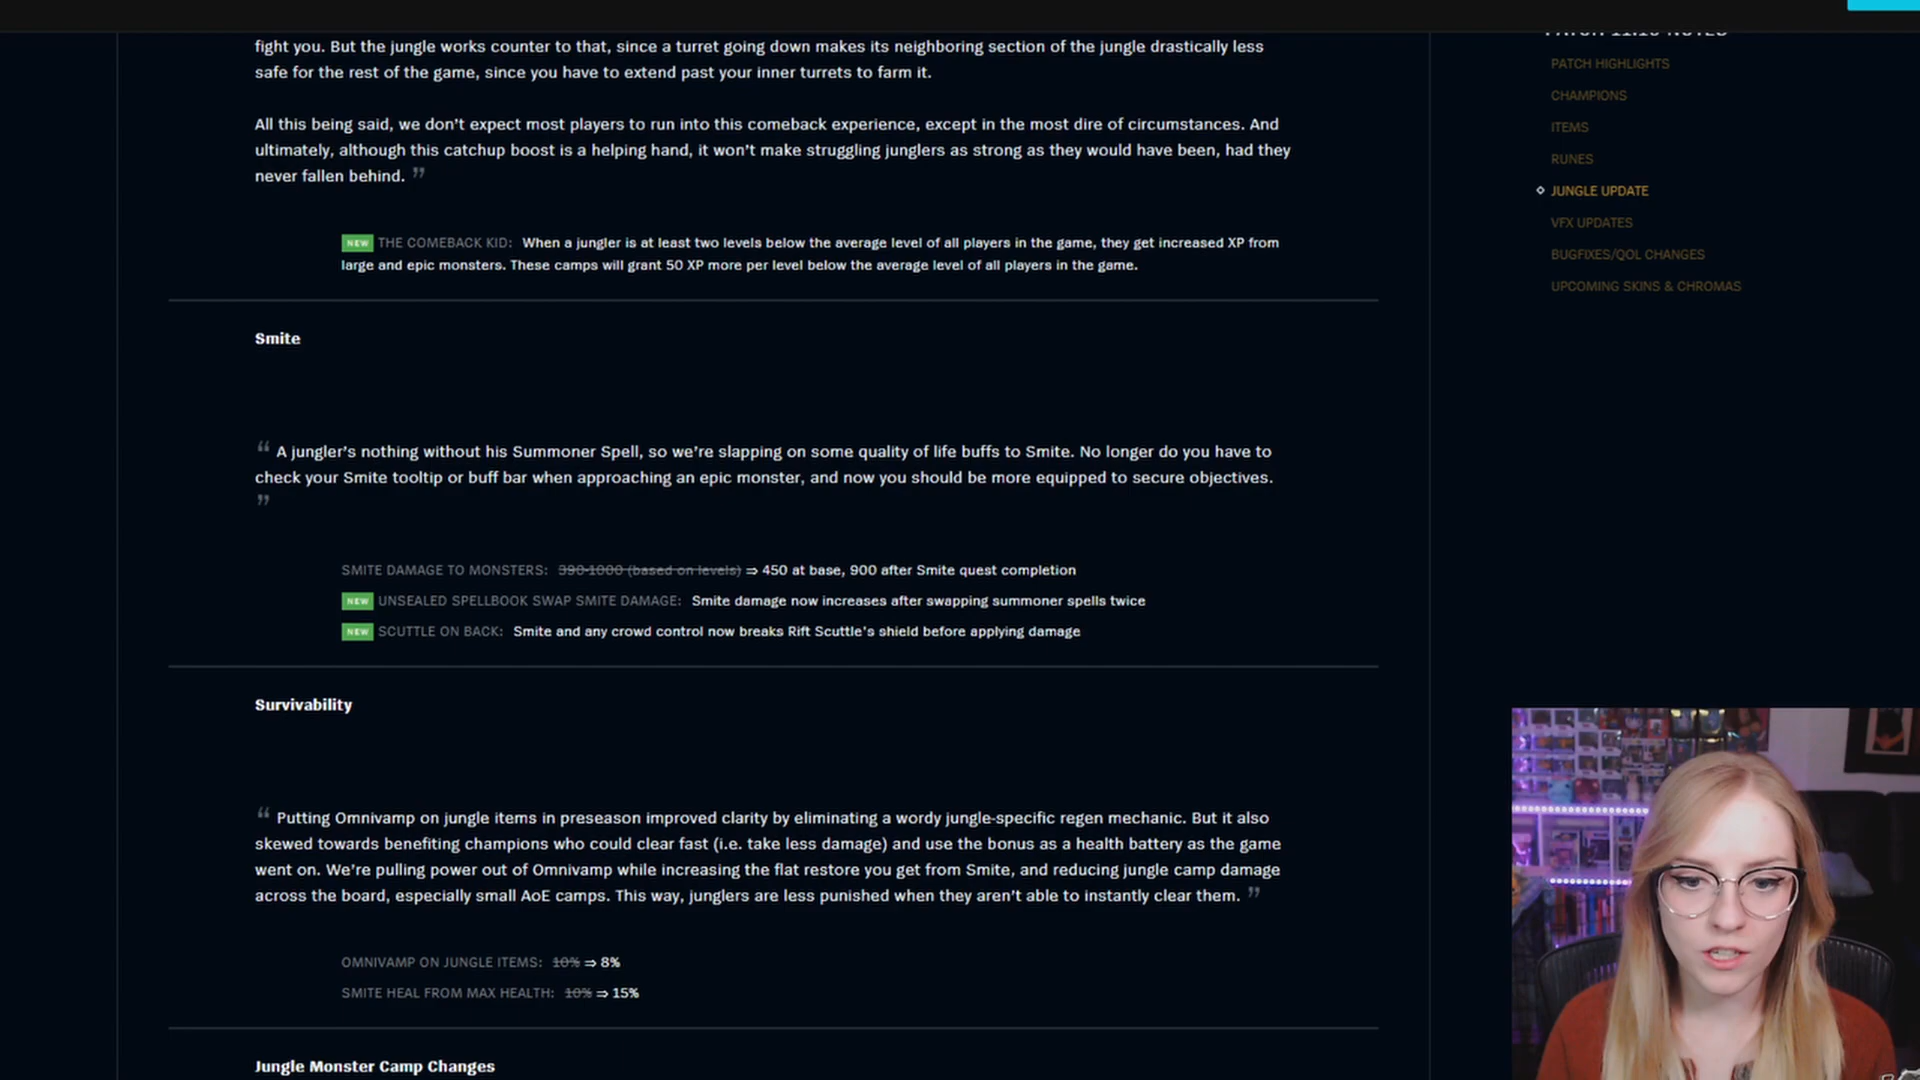 fight you. But the jungle works counter to that, since a turret going down makes its neighboring section of the jungle drastically less
safe for the rest of the game, since you have to extend past your inner turrets to farm it.
All this being said, we don't expect most players to run into this comeback experience, except in the most dire of circumstances. And
ultimately, although this catchup boost is a helping hand, it won't make struggling junglers as strong as they would have been, had they
never fallen behind. ”
NEW THE COMEBACK KID: When a jungler is at least two levels below the average level of all players in the game, they get increased XP from
large and epic monsters. These camps will grant 50 XP more per level below the average level of all players in the game.
Smite
“ A jungler's nothing without his Summoner Spell, so we're slapping on some quality of life buffs to Smite. No longer do you have to
check your Smite tooltip or buff bar when approaching an epic monster, and now you should be more equipped to secure objectives.
”
SMITE DAMAGE TO MONSTERS: 390-1000 (based on levels) ⇒ 450 at base, 900 after Smite quest completion
NEW UNSEALED SPELLBOOK SWAP SMITE DAMAGE: Smite damage now increases after swapping summoner spells twice
NEW SCUTTLE ON BACK: Smite and any crowd control now breaks Rift Scuttle's shield before applying damage
Survivability
“ Putting Omnivamp on jungle items in preseason improved clarity by eliminating a wordy jungle-specific regen mechanic. But it also
skewed towards benefiting champions who could clear fast (i.e. take less damage) and use the bonus as a health battery as the game
went on. We're pulling power out of Omnivamp while increasing the flat restore you get from Smite, and reducing jungle camp damage
across the board, especially small AoE camps. This way, junglers are less punished when they aren't able to instantly clear them. ”
OMNIVAMP ON JUNGLE ITEMS: 10% ⇒ 8%
SMITE HEAL FROM MAX HEALTH: 10% ⇒ 15%
Jungle Monster Camp Changes
NOTES
PATCH HIGHLIGHTS
CHAMPIONS
ITEMS
RUNES
JUNGLE UPDATE
VFX UPDATES
BUGFIXES/QOL CHANGES
UPCOMING SKINS & CHROMAS